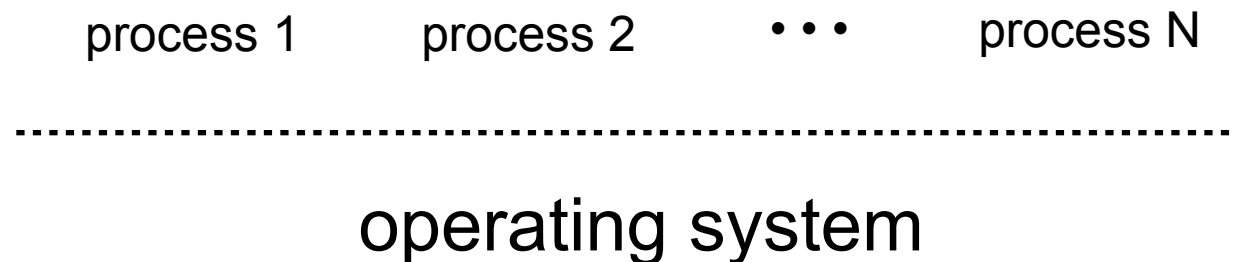 process 1 process 2 • • • process N
operating system